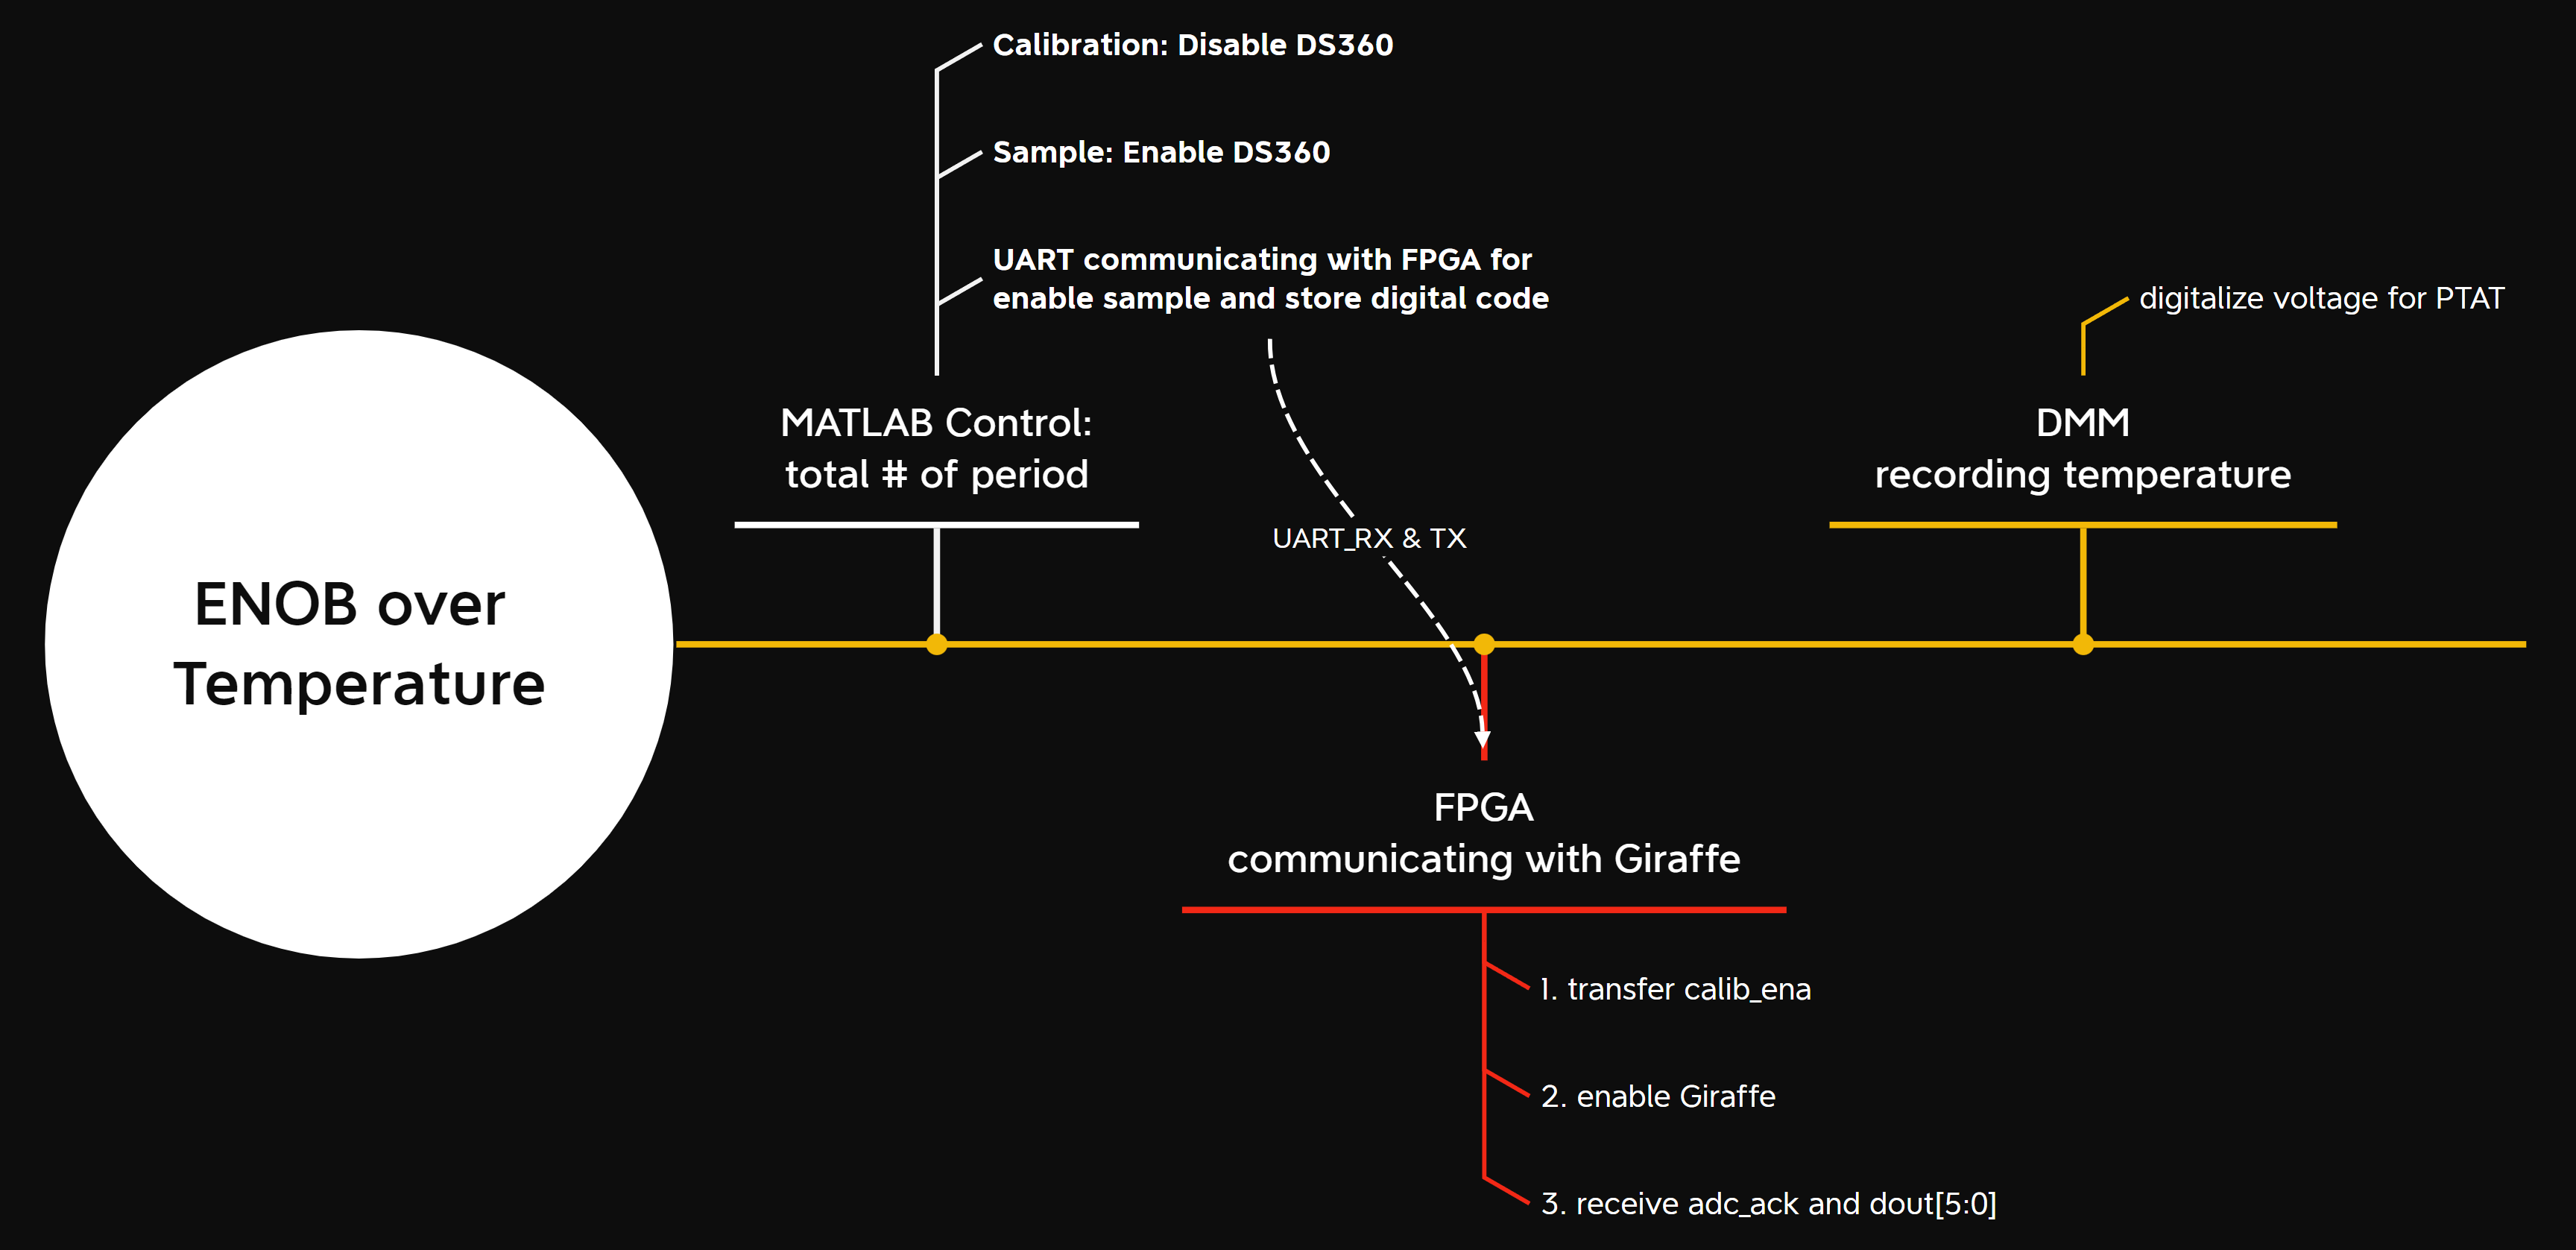 Calibration: Disable DS360
Sample: Enable DS360
UART communicating with FPGA for
enable sample and store digital code
digitalize voltage for PTAT
MATLAB Control:
total # of period
DMM
recording temperature
UART_RX & TX
ENOB over
Temperature
FPGA
communicating with Giraffe
1. transfer calib_ena
2. enable Giraffe
3. receive adc_ack and dout[5:0]